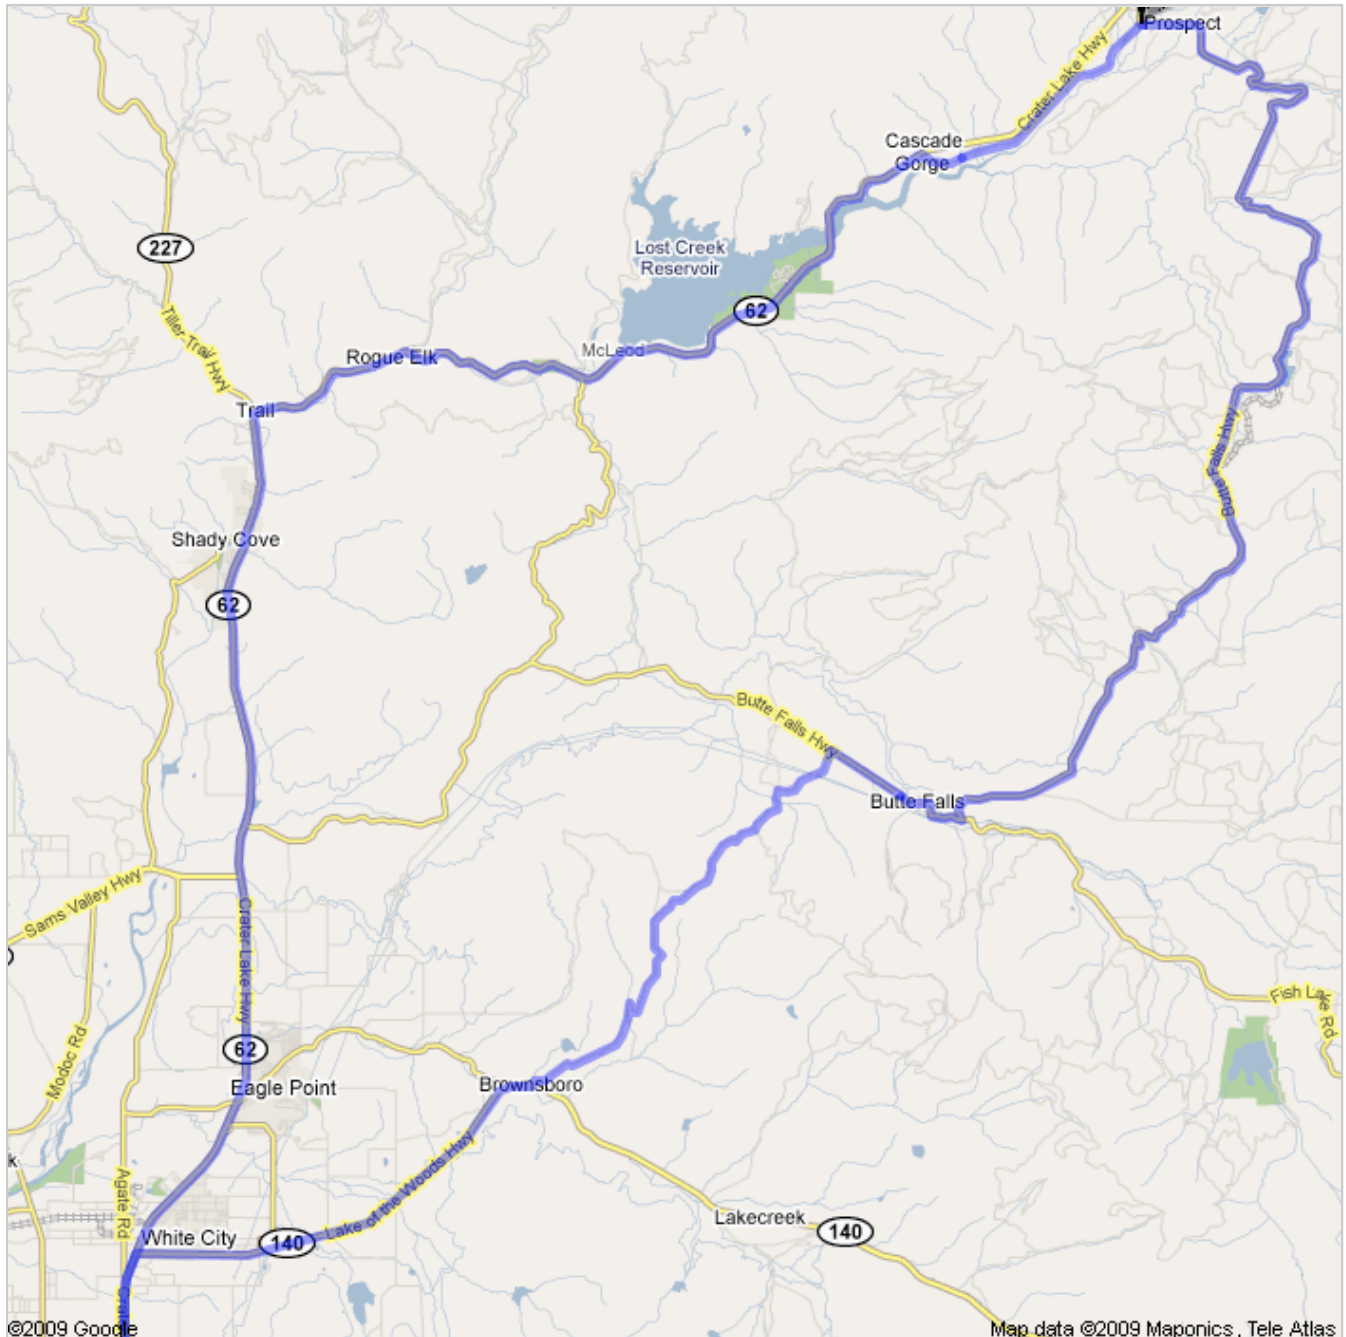 Prospect
Crater Lake Hwy
Cascade
Gorge
227
Lost Creek
Reservoir
62
Tiller Trail Hwy
McLeod
Rogue Elk
Trail
Butte Falls Hwy
Butte
Shady Cove
62
Butte Falls Hwy
Butte Falls
Sams Valley Hwy
Crater Lake Hwy
Fish Lake
Rd
Modoc Rd
62
Eagle Point
Brownsboro
k
Agate Rd
Lake of the Woods Hwy
White City
140
Lakecreek
140
Crate
©2009 Google
Map data ©2009 Maponics, Tele Atlas